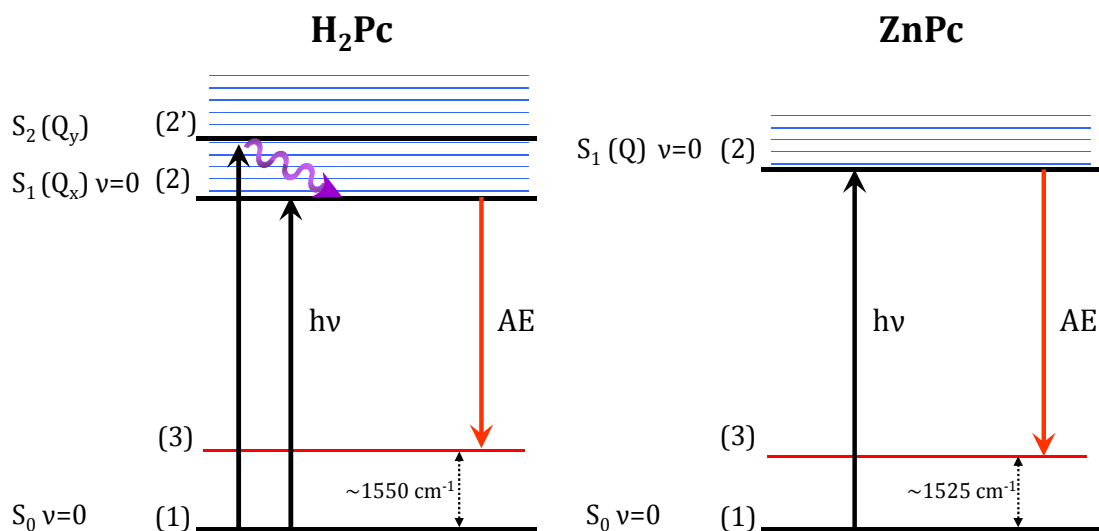 H₂Pc
S₂ (Qy) (2')
S₁ (Qₓ) ν=0 (2)
hν
AE
(3)
~1550 cm⁻¹
S₀ ν=0 (1)
ZnPc
S₁ (Q) ν=0 (2)
hν
AE
(3)
~1525 cm⁻¹
S₀ ν=0 (1)